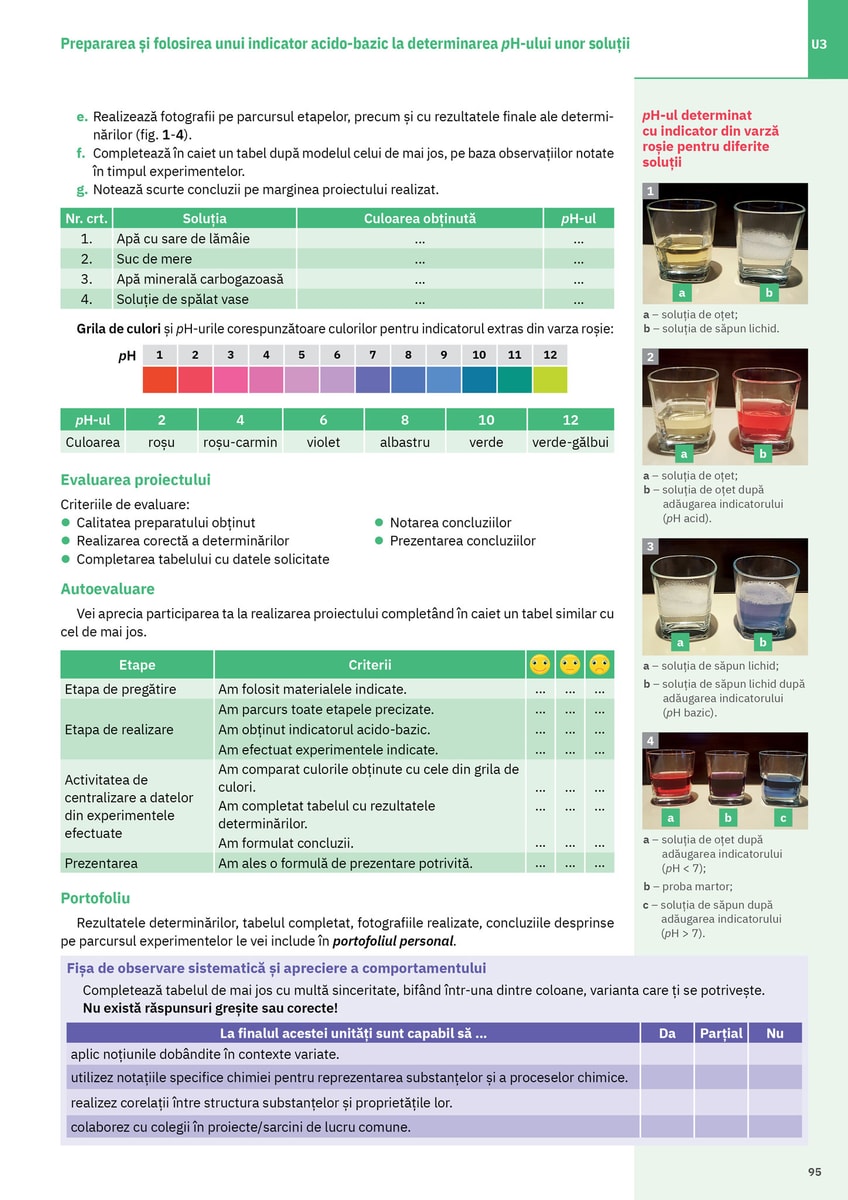 Prepararea și folosirea unui indicator acido-bazic la determinarea pH-ului unor soluții
U3
e. Realizează fotografii pe parcursul etapelor, precum și cu rezultatele finale ale determi-
nărilor (fig. 1-4).
f. Completează în caiet un tabel după modelul celui de mai jos, pe baza observațiilor notate
în timpul experimentelor.
g. Notează scurte concluzii pe marginea proiectului realizat.
Nr. crt. Soluția Culoarea obținută pH-ul
1. Apă cu sare de lămâie ... ...
2. Suc de mere ... ...
3. Apă minerală carbogazoasă ... ...
4. Soluție de spălat vase ... ...
Grila de culori și pH-urile corespunzătoare culorilor pentru indicatorul extras din varza roșie:
pH 1 2 3 4 5 6 7 8 9 10 11 12
pH-ul 2 4 6 8 10 12
Culoarea roșu roșu-carmin violet albastru verde verde-gălbui
Evaluarea proiectului
Criteriile de evaluare:
● Calitatea preparatului obținut
● Realizarea corectă a determinărilor
● Completarea tabelului cu datele solicitate
● Notarea concluziilor
● Prezentarea concluziilor
Autoevaluare
Vei aprecia participarea ta la realizarea proiectului completând în caiet un tabel similar cu
cel de mai jos.
Etape Criterii
Etapa de pregătire Am folosit materialele indicate. ... ... ...
Etapa de realizare
Am parcurs toate etapele precizate. ... ... ...
Am obținut indicatorul acido-bazic. ... ... ...
Am efectuat experimentele indicate. ... ... ...
Activitatea de
centralizare a datelor
din experimentele
efectuate
Am comparat culorile obținute cu cele din grila de
culori. ... ... ...
Am completat tabelul cu rezultatele ... ... ...
determinărilor.
Am formulat concluzii. ... ... ...
Prezentarea Am ales o formulă de prezentare potrivită. ... ... ...
Portofoliu
Rezultatele determinărilor, tabelul completat, fotografiile realizate, concluziile desprinse
pe parcursul experimentelor le vei include în portofoliul personal.
pH-ul determinat
cu indicator din varză
roșie pentru diferite
soluții
1
a b
a – soluția de oțet;
b – soluția de săpun lichid.
2
a b
a – soluția de oțet;
b – soluția de oțet după
adăugarea indicatorului
(pH acid).
3
a b
a – soluția de săpun lichid;
b – soluția de săpun lichid după
adăugarea indicatorului
(pH bazic).
4
a b c
a – soluția de oțet după
adăugarea indicatorului
(pH < 7);
b – proba martor;
c – soluția de săpun după
adăugarea indicatorului
(pH > 7).
Fișa de observare sistematică și apreciere a comportamentului
Completează tabelul de mai jos cu multă sinceritate, bifând într-una dintre coloane, varianta care ți se potrivește.
Nu există răspunsuri greșite sau corecte!
La finalul acestei unități sunt capabil să ... Da Parțial Nu
aplic noțiunile dobândite în contexte variate.
utilizez notațiile specifice chimiei pentru reprezentarea substanțelor și a proceselor chimice.
realizez corelații între structura substanțelor și proprietățile lor.
colaborez cu colegii în proiecte/sarcini de lucru comune.
95